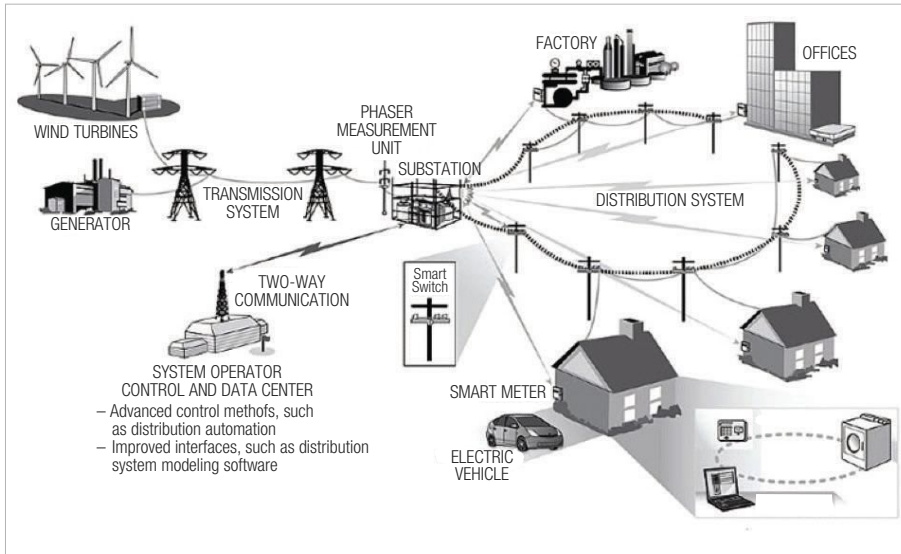 FACTORY
OFFICES
WIND TURBINES
PHASER
MEASUREMENT
UNIT
SUBSTATION
TRANSMISSION
SYSTEM
GENERATOR
DISTRIBUTION SYSTEM
TWO-WAY
COMMUNICATION
Smart
Switch
SYSTEM OPERATOR
CONTROL AND DATA CENTER
– Advanced control methofs, such
as distribution automation
– Improved interfaces, such as distribution
system modeling software
SMART METER
ELECTRIC
VEHICLE